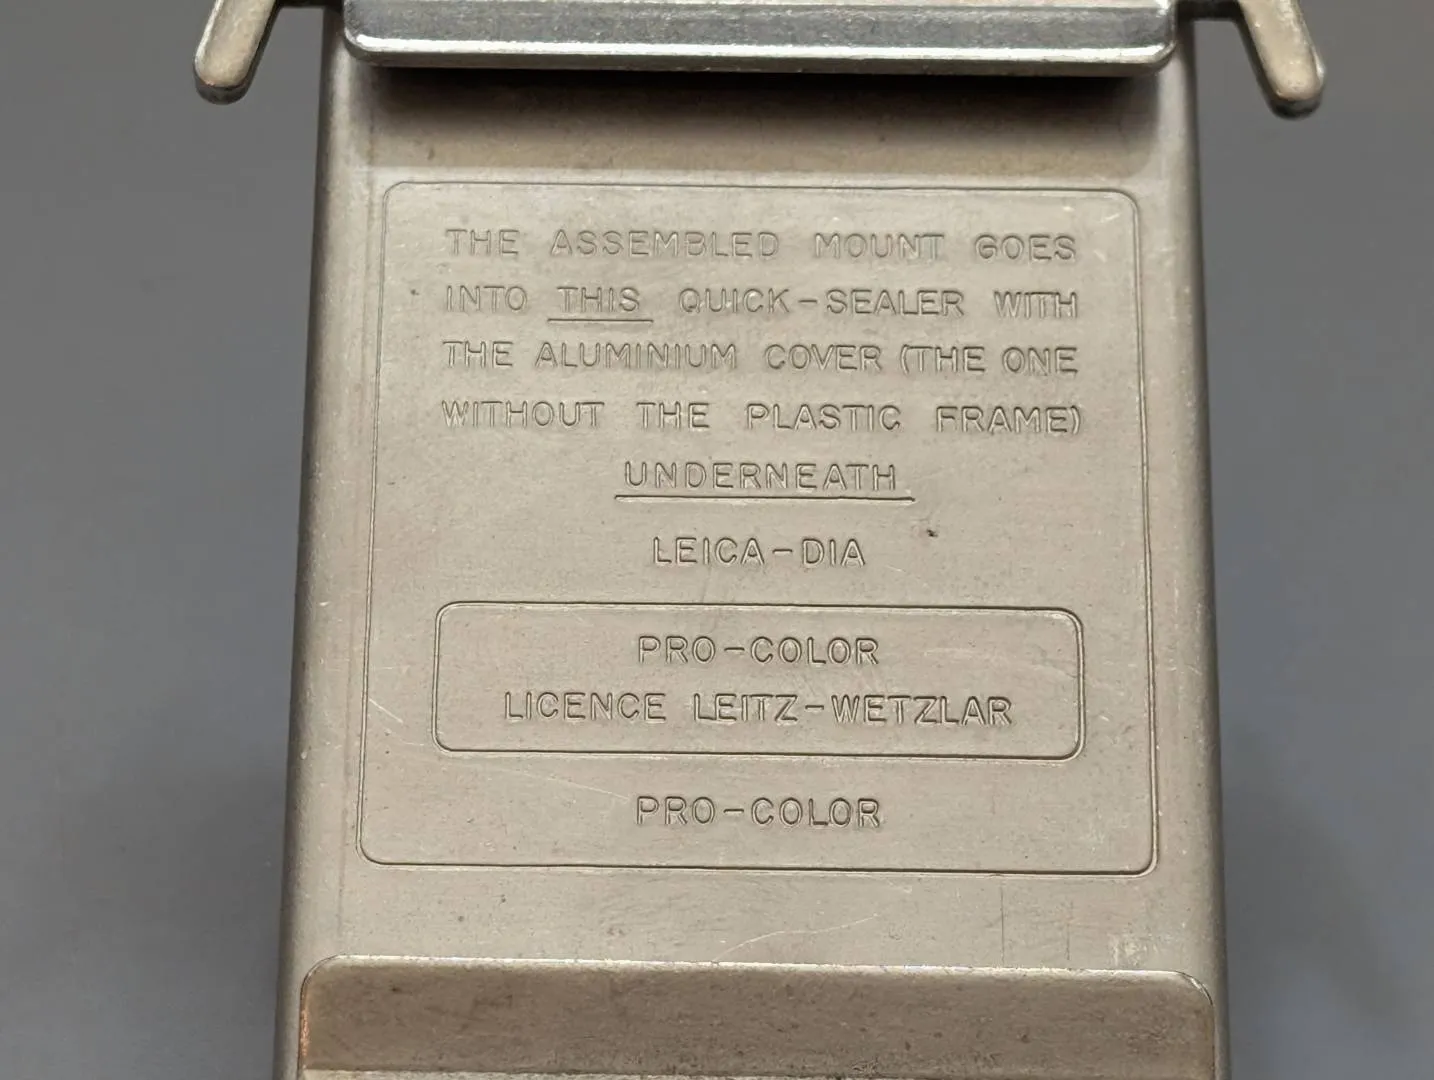 THE ASSEMBLED MOUNT GOES
INTO THIS QUICK-SEALER WITH
THE ALUMINIUM COVER (THE ONE
WITHOUT THE PLASTIC FRAME)
UNDERNEATH
LEICA-DIA
PRO-COLOR
LICENCE LEITZ-WETZLAR
PRO-COLOR